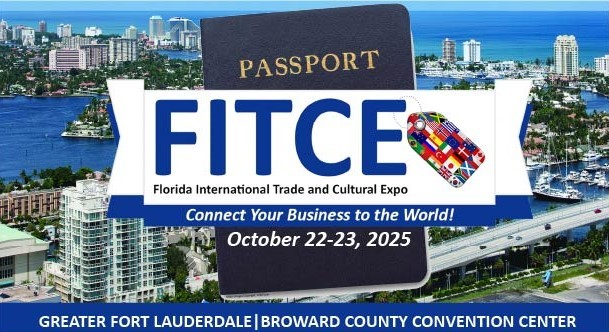 PASSPORT
FITCE
Florida International Trade and Cultural Expo
Connect Your Business to the World!
October 22-23, 2025
GREATER FORT LAUDERDALE|BROWARD COUNTY CONVENTION CENTER